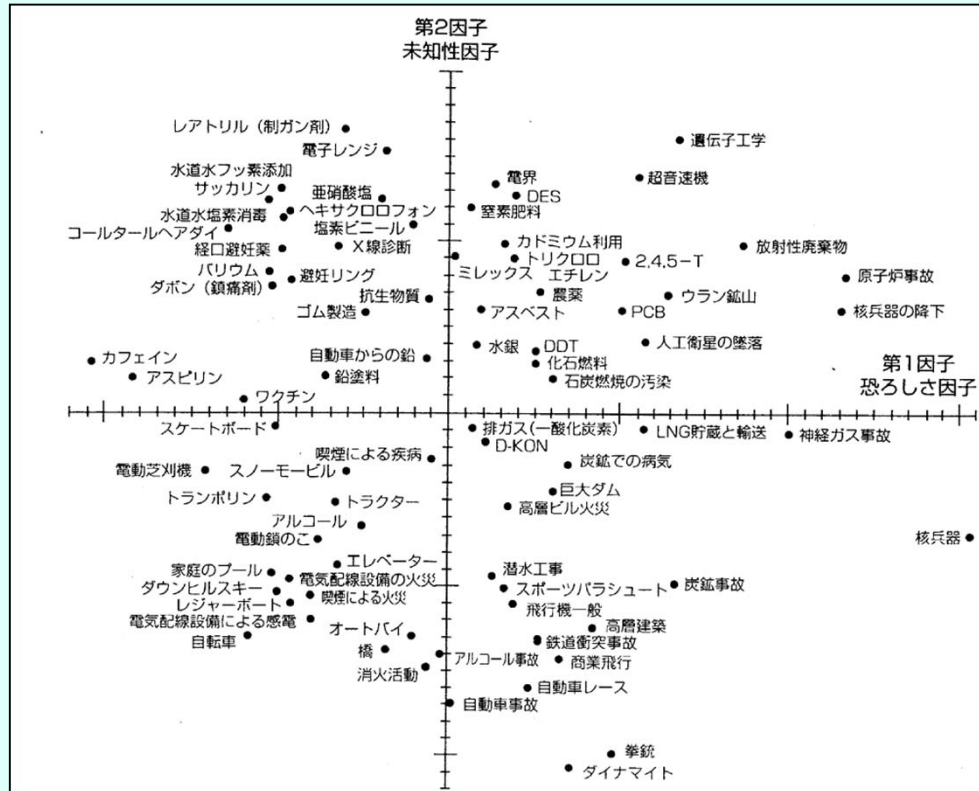 第2因子
未知性因子
レアトリル（制ガン剤）
遺伝子工学
電子レンジ
水道水フッ素添加
電界
超音速機
サッカリン
亜硝酸塩
DES
水道水塩素消毒
ヘキサクロロフォン
窒素肥料
コールタールヘアダイ
塩素ビニール
経口避妊薬
X線診断
カドミウム利用
放射性廃棄物
トリクロロ
エチレン
2,4,5-T
ミレックス
バリウム
避妊リング
原子炉事故
ダボン（鎮痛剤）
抗生物質
農薬
ウラン鉱山
ゴム製造
アスベスト
PCB
核兵器の降下
水銀
DDT
人工衛星の墜落
カフェイン
自動車からの鉛
化石燃料
第1因子
恐ろしさ因子
アスピリン
鉛塗料
石炭燃焼の汚染
ワクチン
スケートボード
排ガス(一酸化炭素)
LNG貯蔵と輸送
神経ガス事故
D-KON
喫煙による疾病
炭鉱での病気
電動芝刈機
スノーモービル
巨大ダム
トランポリン
トラクター
高層ビル火災
アルコール
電動鎖のこ
核兵器
エレベーター
家庭のプール
電気配線設備の火災
潜水工事
ダウンヒルスキー
喫煙による火災
スポーツパラシュート
炭鉱事故
レジャーボート
飛行機一般
電気配線設備による感電
高層建築
自転車
オートバイ
鉄道衝突事故
橋
アルコール事故
商業飛行
消火活動
自動車レース
自動車事故
拳銃
ダイナマイト